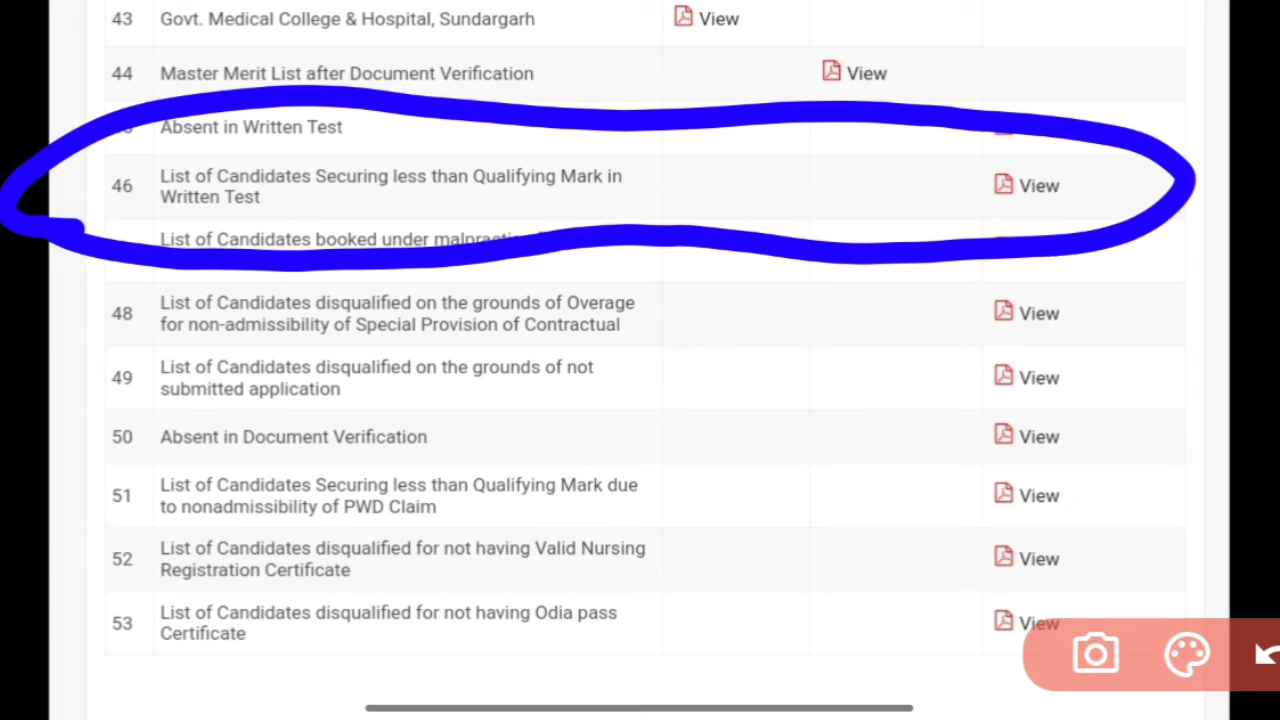 43 Govt. Medical College & Hospital, Sundargarh View
44 Master Merit List after Document Verification View
Absent in Written Test
46 List of Candidates Securing less than Qualifying Mark in
Written Test View
List of Candidates booked under
48 List of Candidates disqualified on the grounds of Overage
for non-admissibility of Special Provision of Contractual View
49 List of Candidates disqualified on the grounds of not
submitted application View
50 Absent in Document Verification View
51 List of Candidates Securing less than Qualifying Mark due
to nonadmissibility of PWD Claim View
52 List of Candidates disqualified for not having Valid Nursing
Registration Certificate View
53 List of Candidates disqualified for not having Odia pass
Certificate View